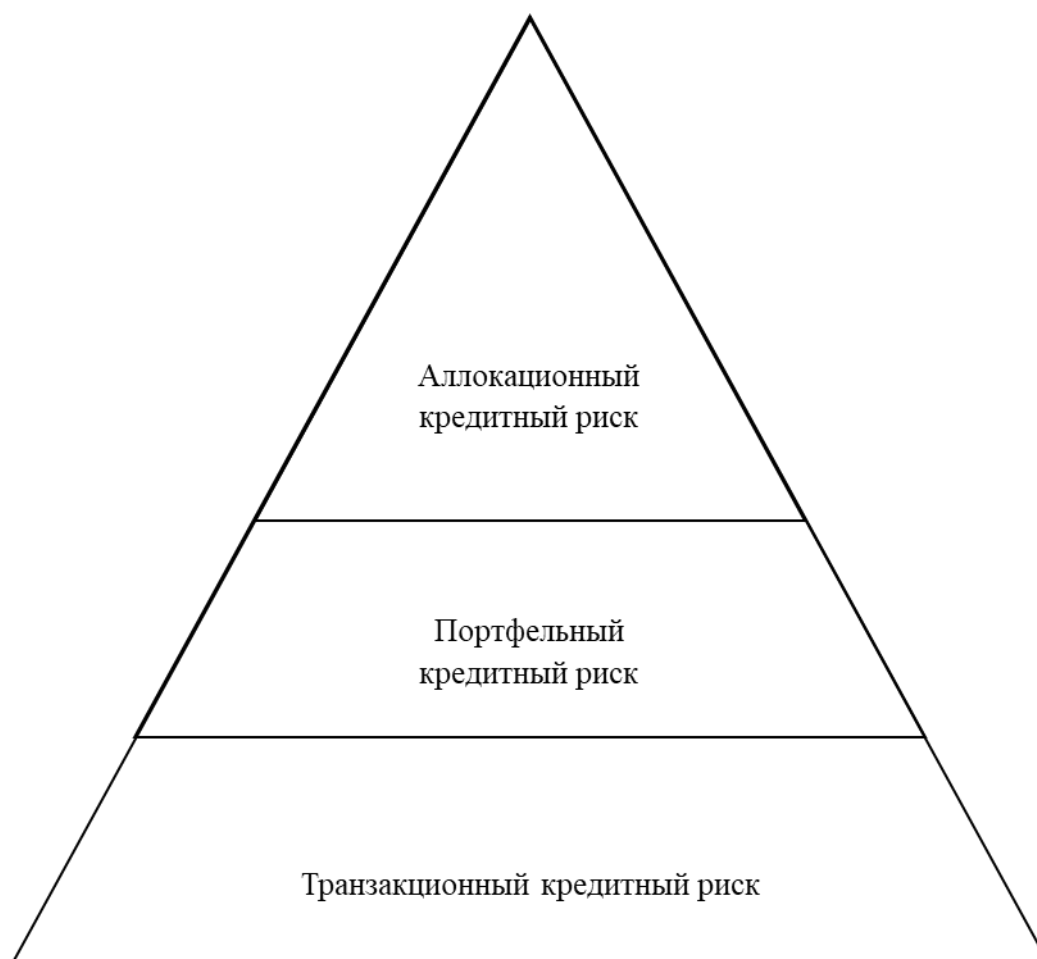 Аллокационный
кредитный риск
Портфельный
кредитный риск
Транзакционный кредитный риск